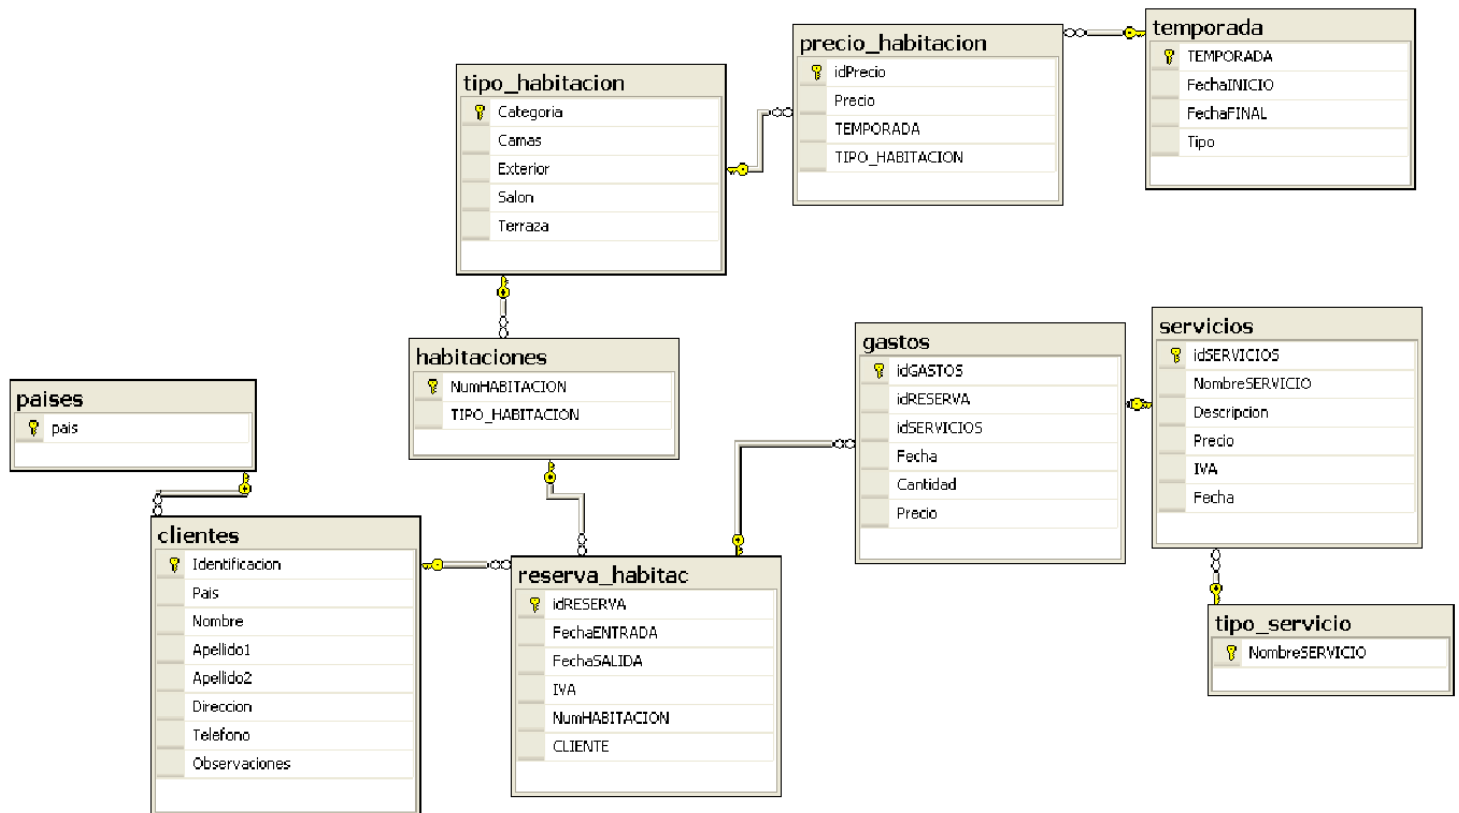 temporada
TEMPORADA
FechaINICIO
FechaFINAL
Tipo
precio_habitacion
idPrecio
Precio
TEMPORADA
TIPO_HABITACION
tipo_habitacion
Categoria
Camas
Exterior
Salon
Terraza
habitaciones
NumHABITACION
TIPO_HABITACION
paises
pais
clientes
Identificacion
Pais
Nombre
Apellido1
Apellido2
Direccion
Telefono
Observaciones
reserva_habitac
idRESERVA
FechaENTRADA
FechaSALIDA
IVA
NumHABITACION
CLIENTE
gastos
idGASTOS
idRESERVA
idSERVICIOS
Fecha
Cantidad
Precio
servicios
idSERVICIOS
NombreSERVICIO
Descripcion
Precio
IVA
Fecha
tipo_servicio
NombreSERVICIO